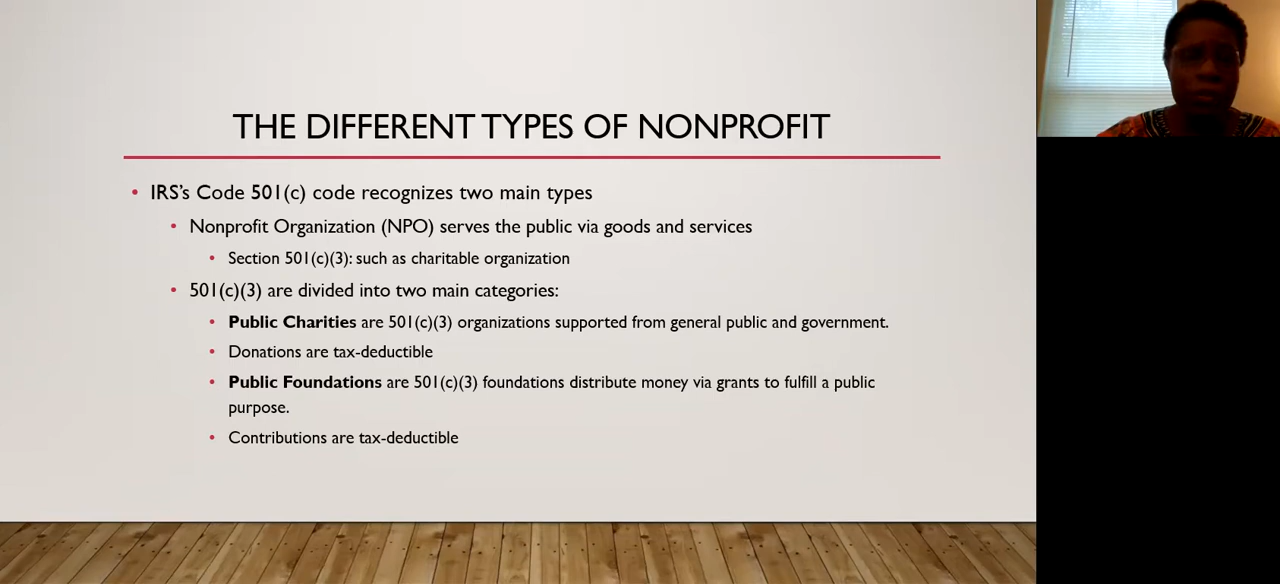 THE DIFFERENT TYPES OF NONPROFIT
• IRS's Code 501(c) code recognizes two main types
• Nonprofit Organization (NPO) serves the public via goods and services
• Section 501(c)(3): such as charitable organization
• 501(c)(3) are divided into two main categories:
• Public Charities are 501(c)(3) organizations supported from general public and government.
• Donations are tax-deductible
• Public Foundations are 501(c)(3) foundations distribute money via grants to fulfill a public
purpose.
• Contributions are tax-deductible